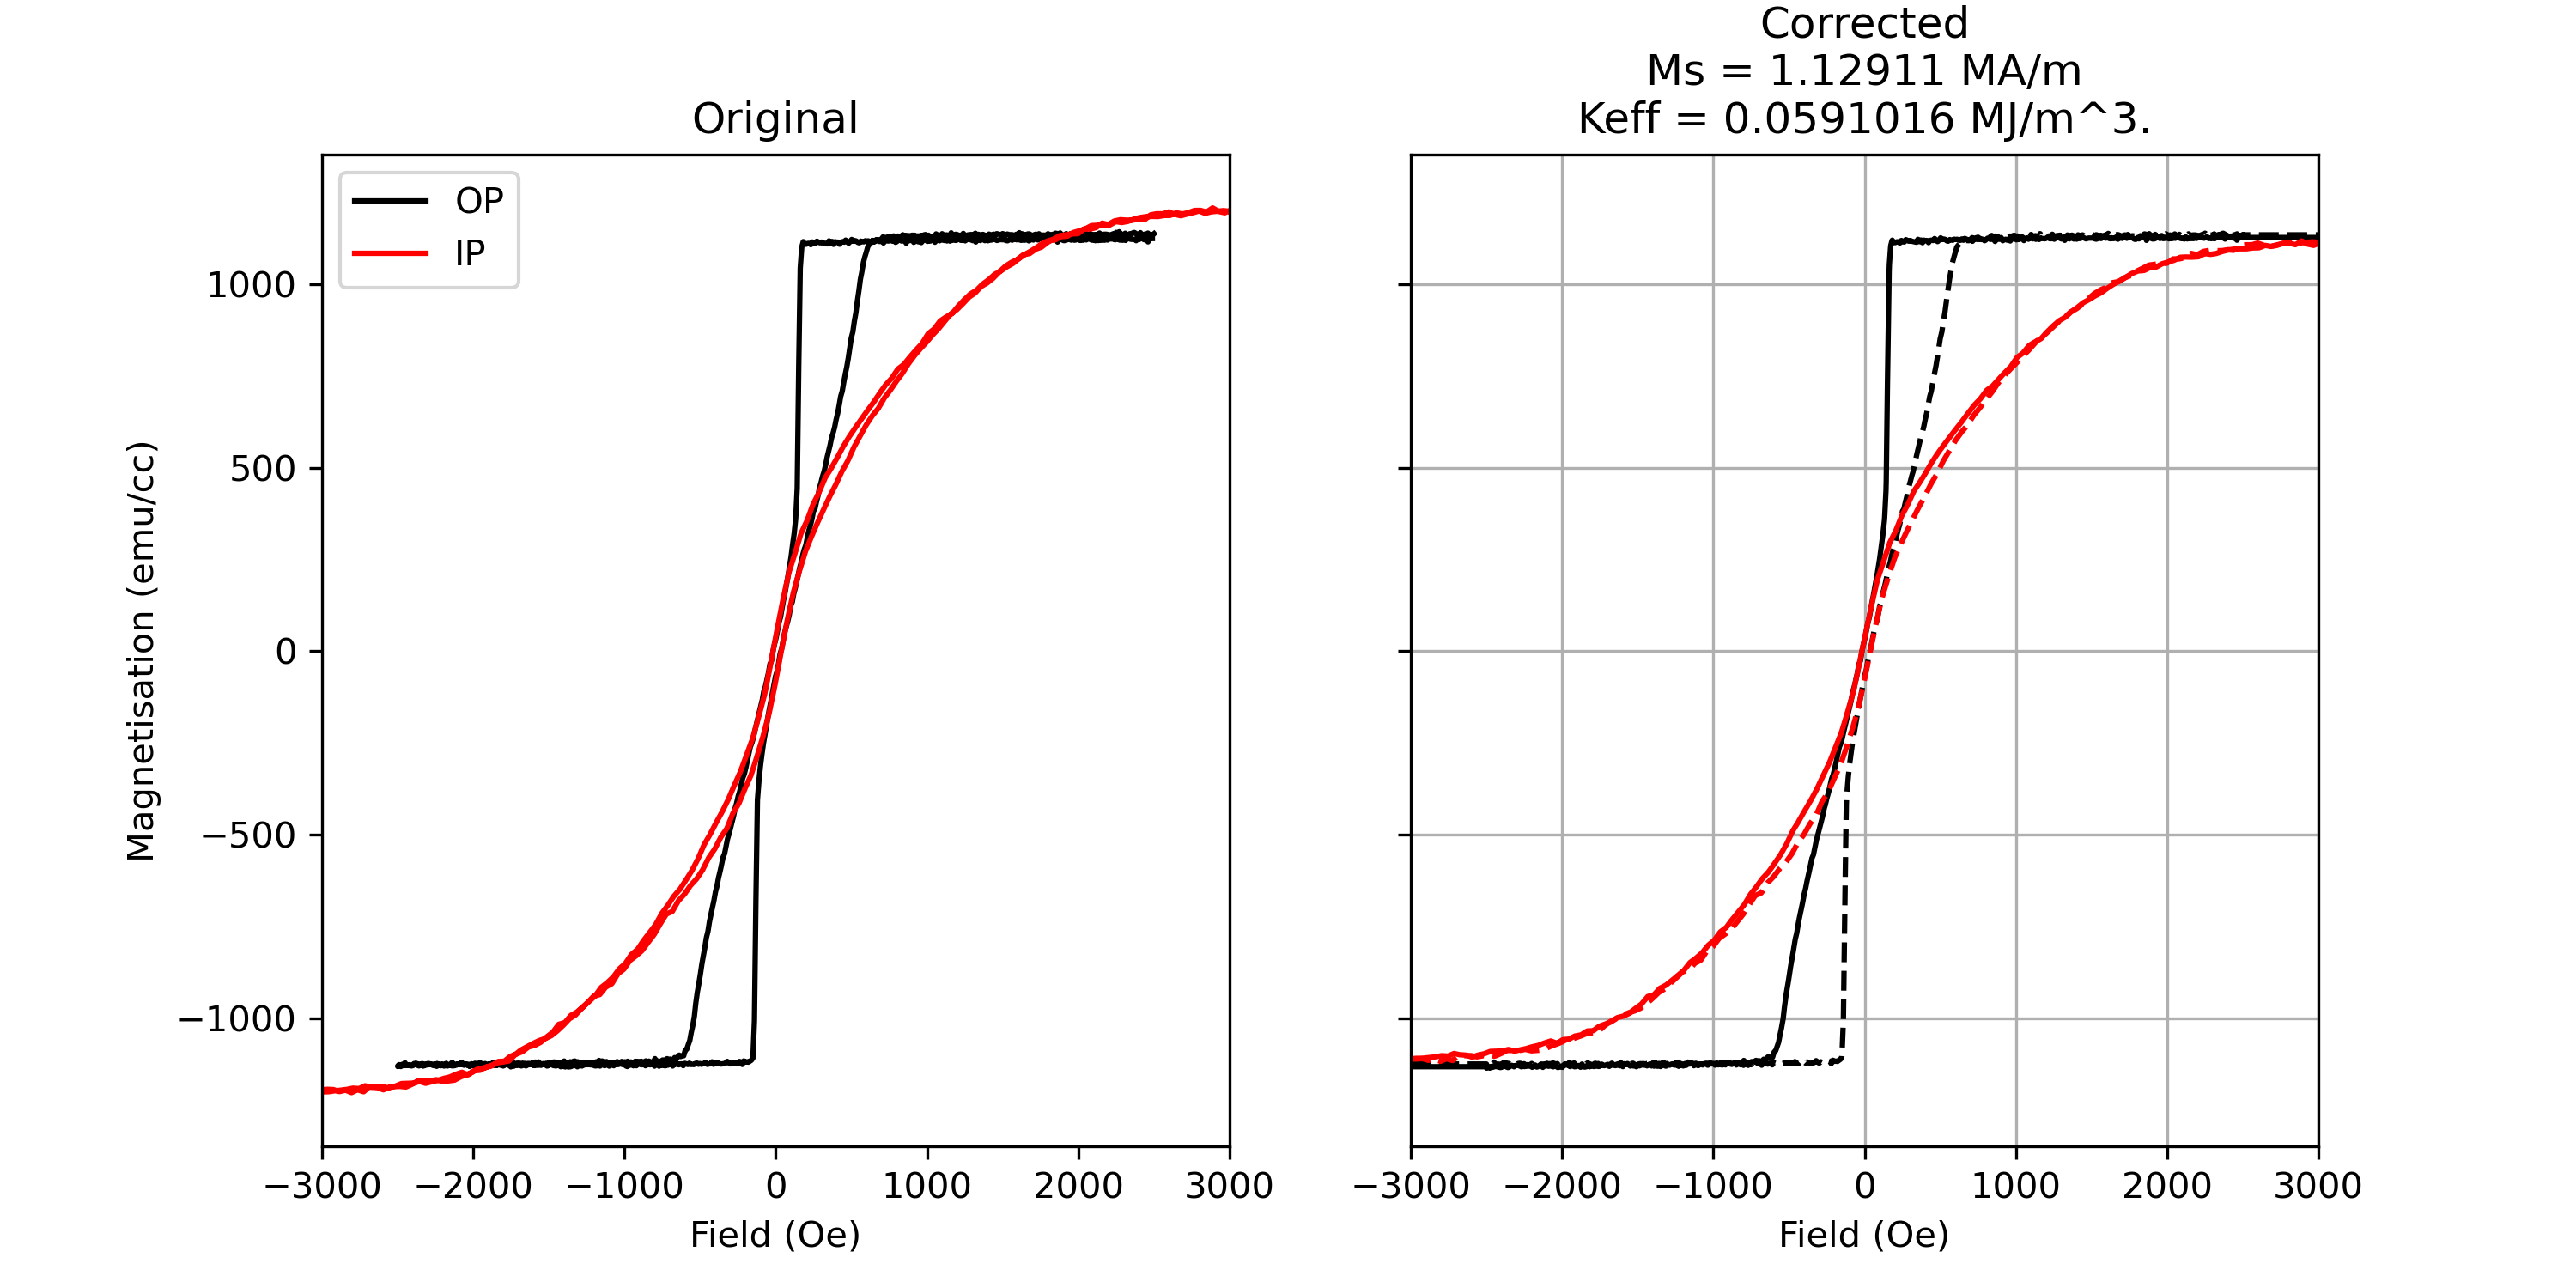 Original
OP
IP
Magnetisation (emu/cc)
1000
500
0
−500
−1000
−3000 −2000 −1000 0 1000 2000 3000
Field (Oe)
Corrected
Ms = 1.12911 MA/m
Keff = 0.0591016 MJ/m^3.
−3000 −2000 −1000 0 1000 2000 3000
Field (Oe)